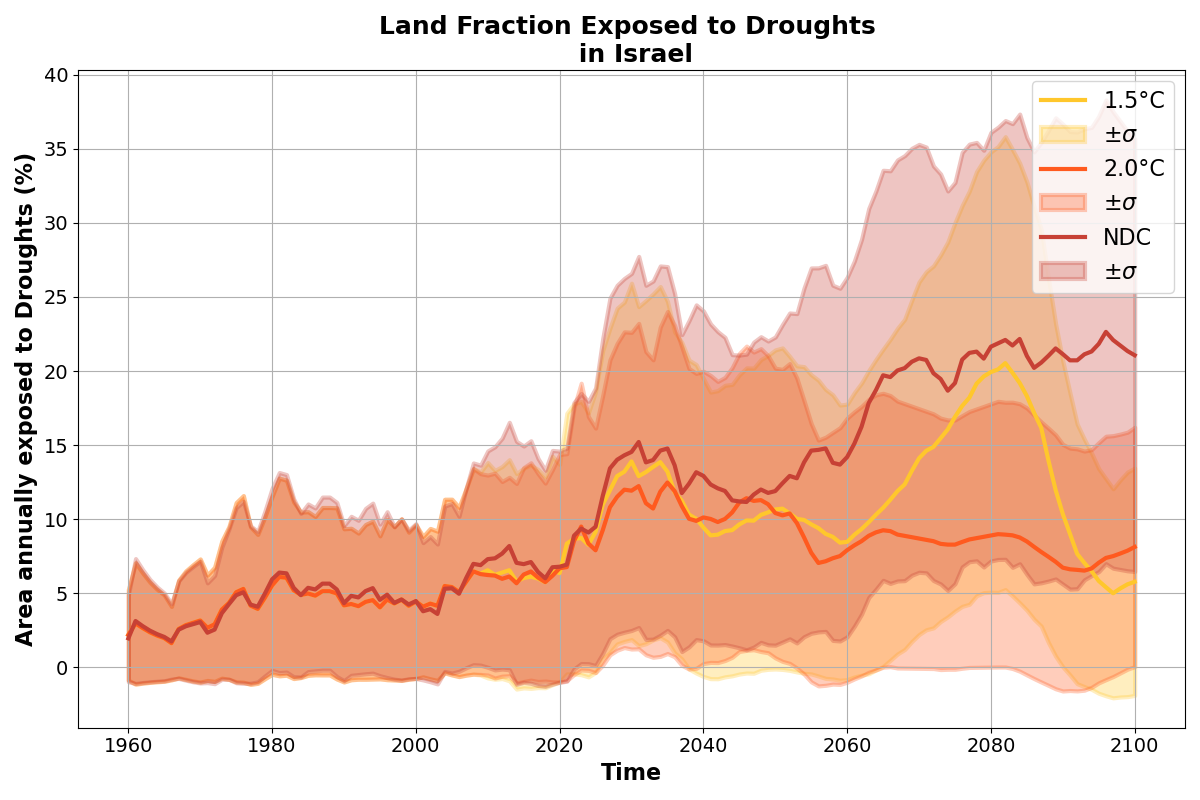 Land Fraction Exposed to Droughts
in Israel
Area annually exposed to Droughts (%)
40
35
30
25
20
15
10
5
0
1960
1980
2000
2020
2040
2060
2080
2100
Time
1.5°C
±σ
2.0°C
±σ
NDC
±σ